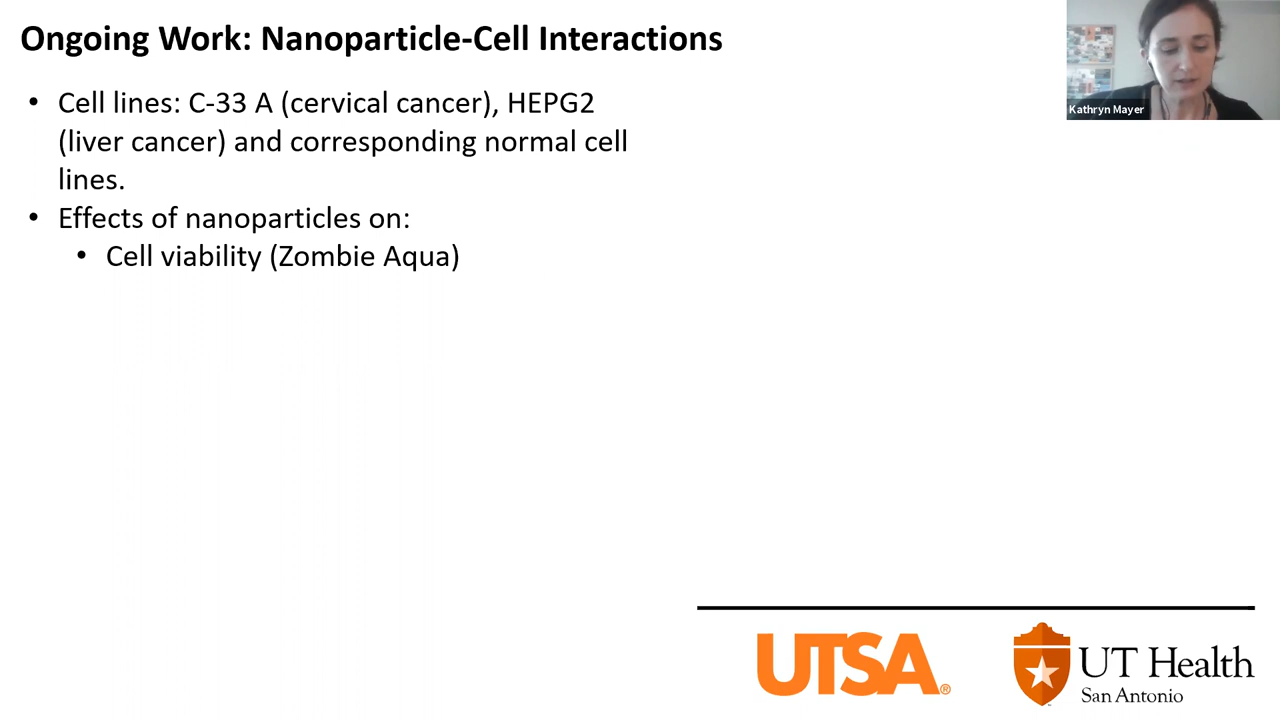 Ongoing Work: Nanoparticle-Cell Interactions
Kathryn Mayer
• Cell lines: C-33 A (cervical cancer), HEPG2
(liver cancer) and corresponding normal cell
lines.
• Effects of nanoparticles on:
• Cell viability (Zombie Aqua)
UTSA®
UT Health
San Antonio